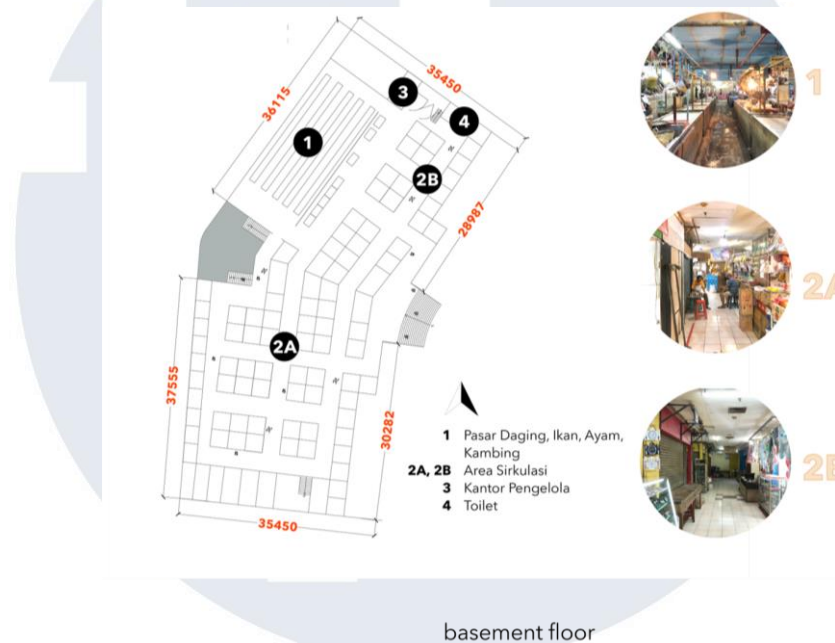 35450
1
3
36115
4
1
2B
28987
2A
2A
37555
30282
1 Pasar Daging, Ikan, Ayam,
Kambing
2A, 2B Area Sirkulasi
3 Kantor Pengelola
4 Toilet
2B
35450
basement floor